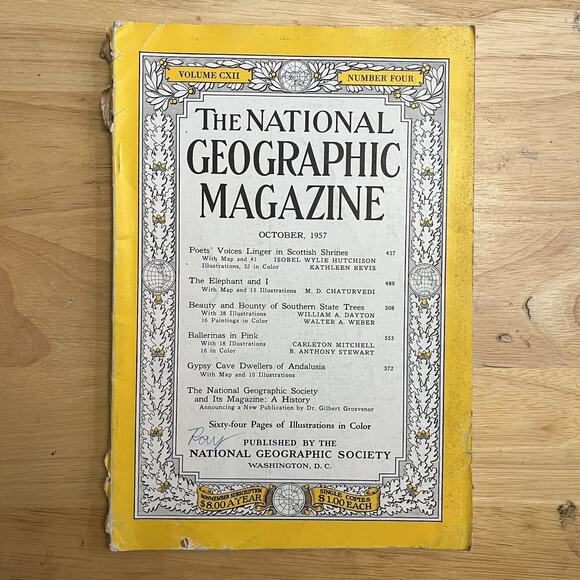 VOLUME CXII
NUMBER FOUR
THE NATIONAL
GEOGRAPHIC
MAGAZINE
OCTOBER, 1957
Poets' Voices Linger in Scottish Shrines 437
With Map and 41 ISOBEL WYLIE HUTCHISON
Illustrations, 32 in Color KATHLEEN REVIS
The Elephant and I 489
With Map and 15 Illustrations M. D. CHATURVEDI
Beauty and Bounty of Southern State Trees 508
With 38 Illustrations WILLIAM A. DAYTON
16 Paintings in Color WALTER A. WEBER
Ballerinas in Pink 553
With 18 Illustrations CARLETON MITCHELL
16 in Color B. ANTHONY STEWART
Gypsy Cave Dwellers of Andalusia 572
With Map and 10 Illustrations
The National Geographic Society
and Its Magazine: A History
Announcing a New Publication by Dr. Gilbert Grosvenor
Sixty-four Pages of Illustrations in Color
PUBLISHED BY THE
NATIONAL GEOGRAPHIC SOCIETY
WASHINGTON, D. C.
NONMEMBER SUBSCRIPTION
$8.00 A YEAR
SINGLE COPIES
$1.00 EACH